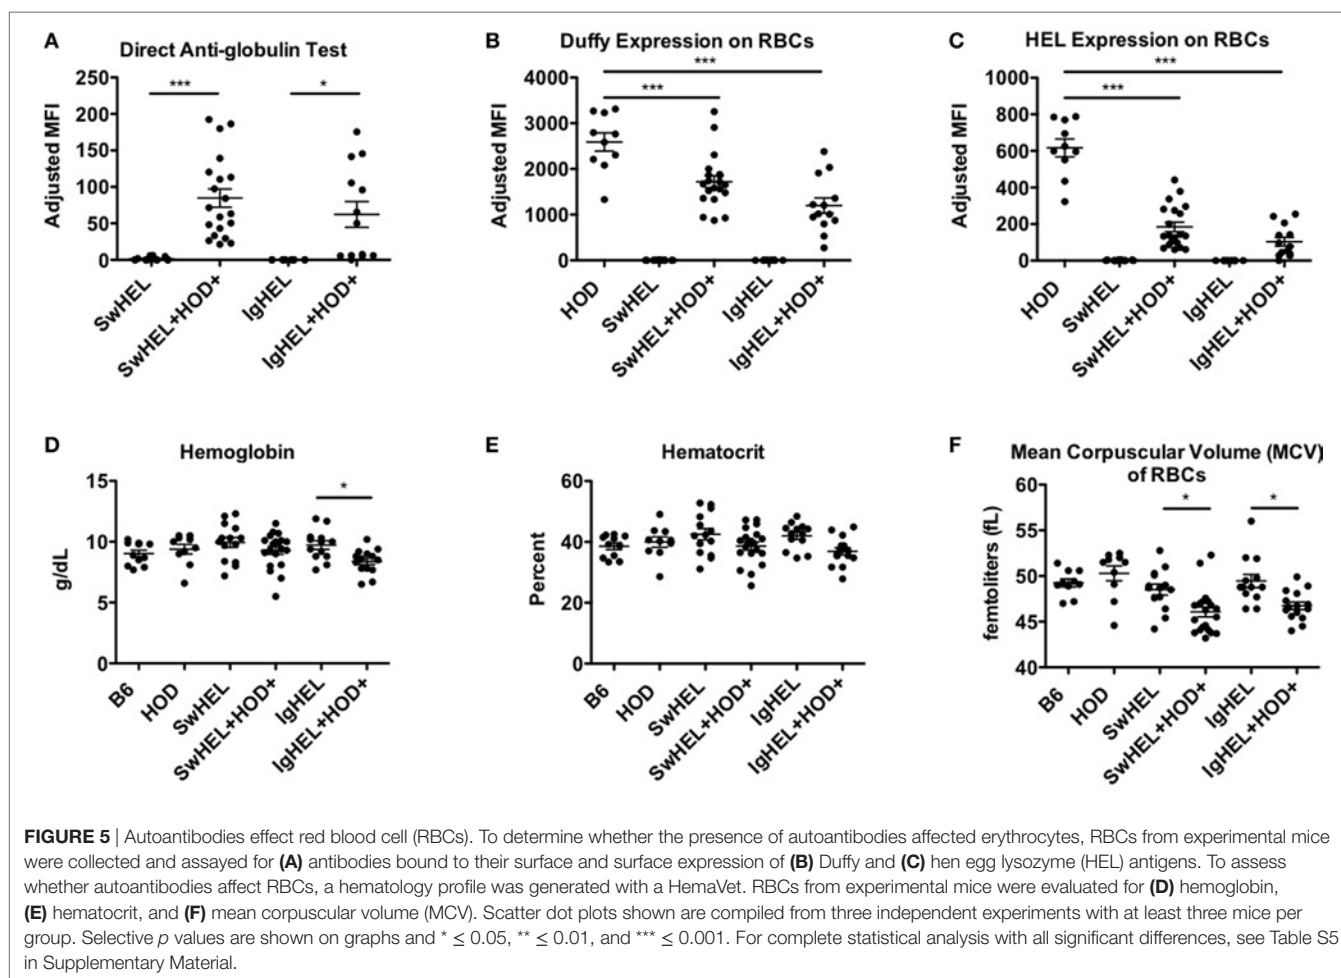 A
Direct Anti-globulin Test
Adjusted MFI
250
200
150
100
50
0
***
*
SwHEL
SwHEL+HOD+
IgHEL
IgHEL+HOD+
B
Duffy Expression on RBCs
Adjusted MFI
4000
3000
2000
1000
0
***
***
HOD
SwHEL
SwHEL+HOD+
IgHEL
IgHEL+HOD+
C
HEL Expression on RBCs
Adjusted MFI
1000
800
600
400
200
0
***
***
HOD
SwHEL
SwHEL+HOD+
IgHEL
IgHEL+HOD+
D
Hemoglobin
g/dL
15
10
5
0
*
B6
HOD
SwHEL
SwHEL+HOD+
IgHEL
IgHEL+HOD+
E
Hematocrit
Percent
60
40
20
0
B6
HOD
SwHEL
SwHEL+HOD+
IgHEL
IgHEL+HOD+
F
Mean Corpuscular Volume (MCV)
of RBCs
femtoliters (fL)
60
55
50
45
40
*
*
B6
HOD
SwHEL
SwHEL+HOD+
IgHEL
IgHEL+HOD+
FIGURE 5 | Autoantibodies effect red blood cell (RBCs). To determine whether the presence of autoantibodies affected erythrocytes, RBCs from experimental mice
were collected and assayed for (A) antibodies bound to their surface and surface expression of (B) Duffy and (C) hen egg lysozyme (HEL) antigens. To assess
whether autoantibodies affect RBCs, a hematology profile was generated with a HemaVet. RBCs from experimental mice were evaluated for (D) hemoglobin,
(E) hematocrit, and (F) mean corpuscular volume (MCV). Scatter dot plots shown are compiled from three independent experiments with at least three mice per
group. Selective p values are shown on graphs and * ≤ 0.05, ** ≤ 0.01, and *** ≤ 0.001. For complete statistical analysis with all significant differences, see Table S5
in Supplementary Material.